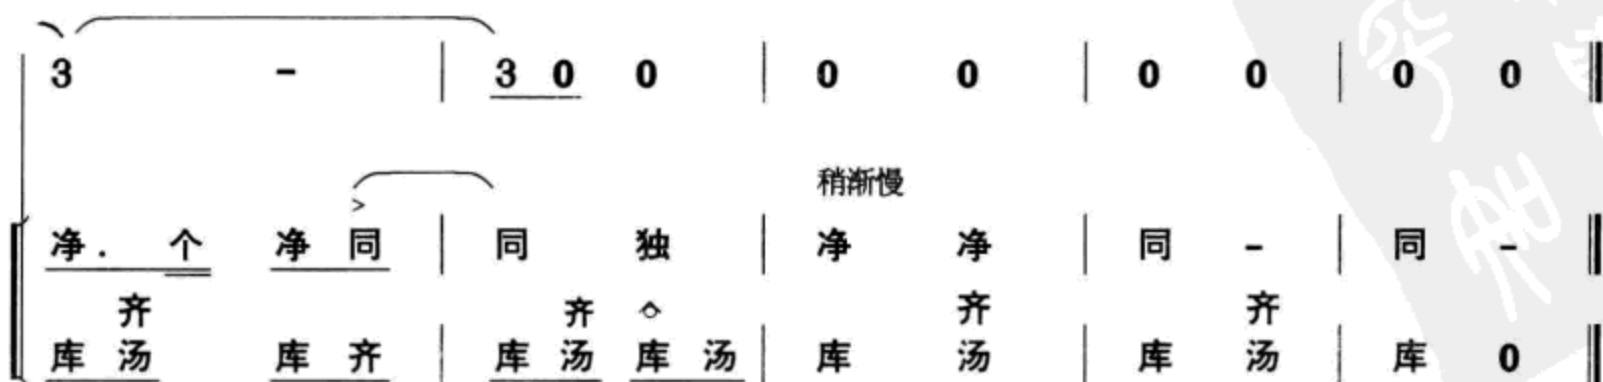 3 - | 3 0 0 | 0 0 | 0 0 | 0 0
稍渐慢
净. 个 净 同 | 同 独 | 净 净 | 同 - | 同 -
齐 齐 齐 齐
库 汤 库 齐 | 库 汤 库 汤 | 库 汤 | 库 汤 | 库 0